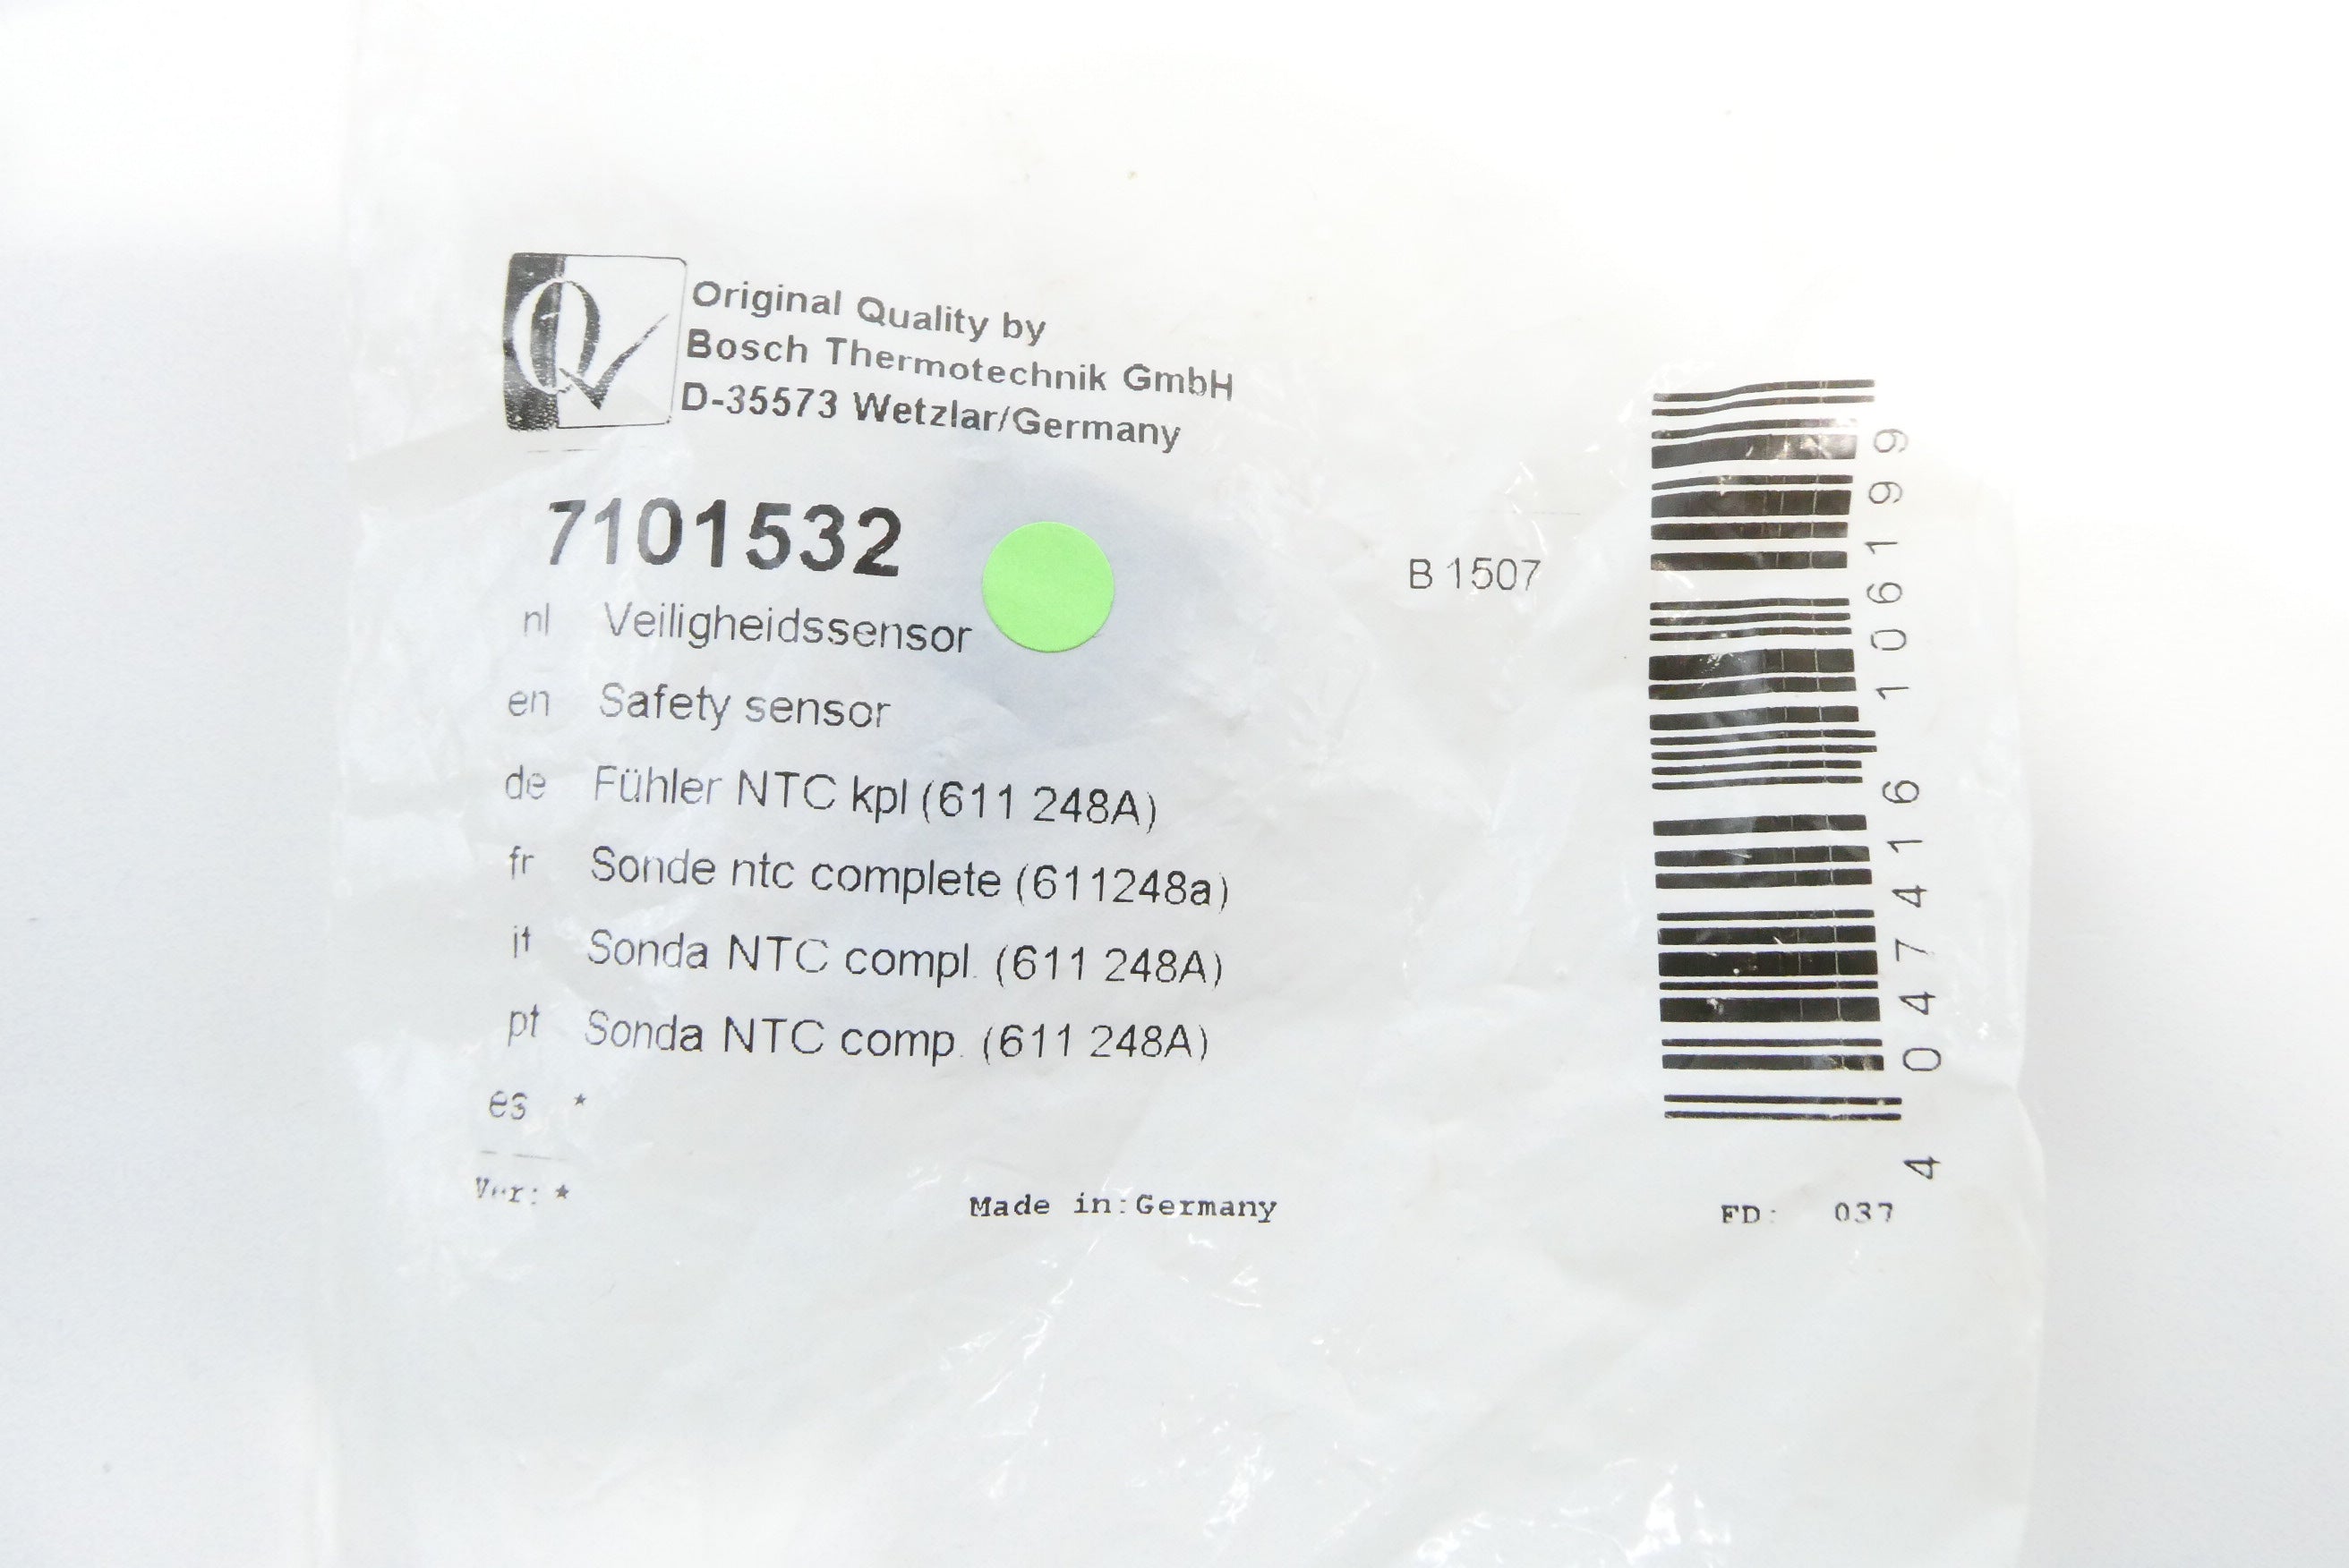 Original Quality by
Bosch Thermotechnik GmbH
D-35573 Wetzlar/Germany
7101532
B 1507
nl Veiligheidssensor
en Safety sensor
de Fühler NTC kpl (611 248A)
fr Sonde ntc complete (611248a)
it Sonda NTC compl. (611 248A)
pt Sonda NTC comp. (611 248A)
es *
Ver: *
Made in:Germany
FD: 037
4 047416 106199